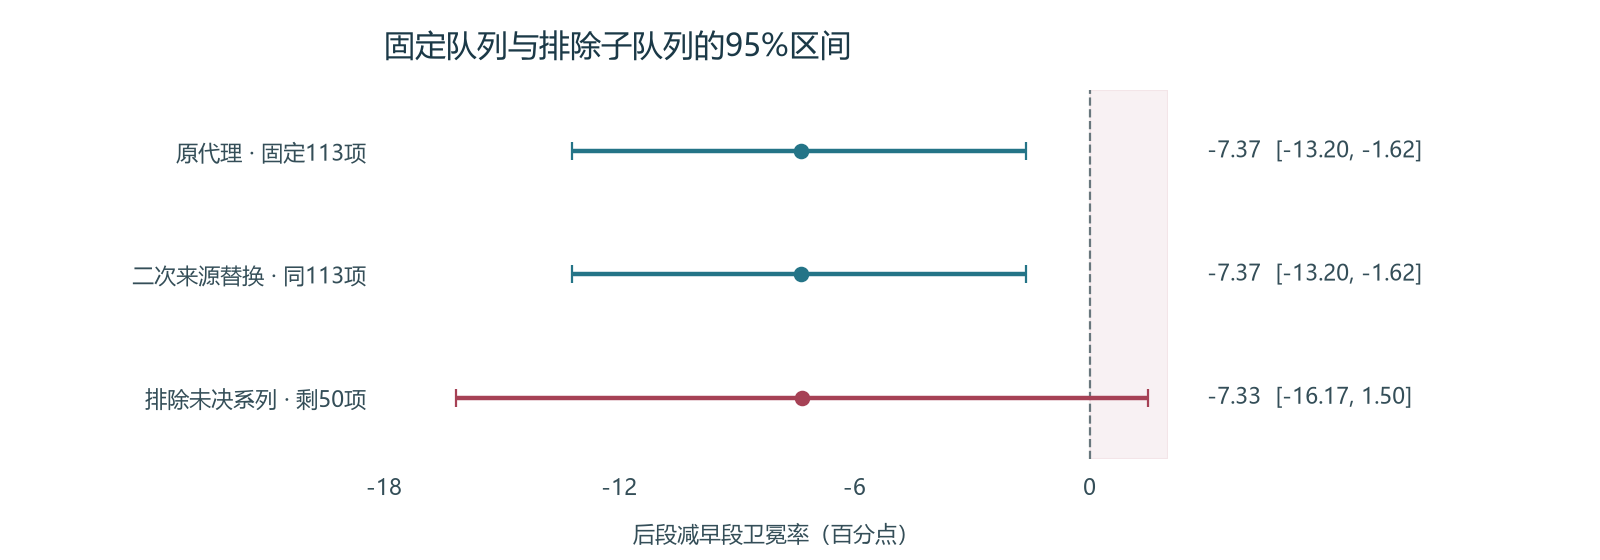 固定队列与排除子队列的95%区间
原代理 · 固定113项
-7.37 [-13.20, -1.62]
二次来源替换 · 同113项
-7.37 [-13.20, -1.62]
排除未决系列 · 剩50项
-7.33 [-16.17, 1.50]
-18 -12 -6 0
后段减早段卫冕率（百分点）